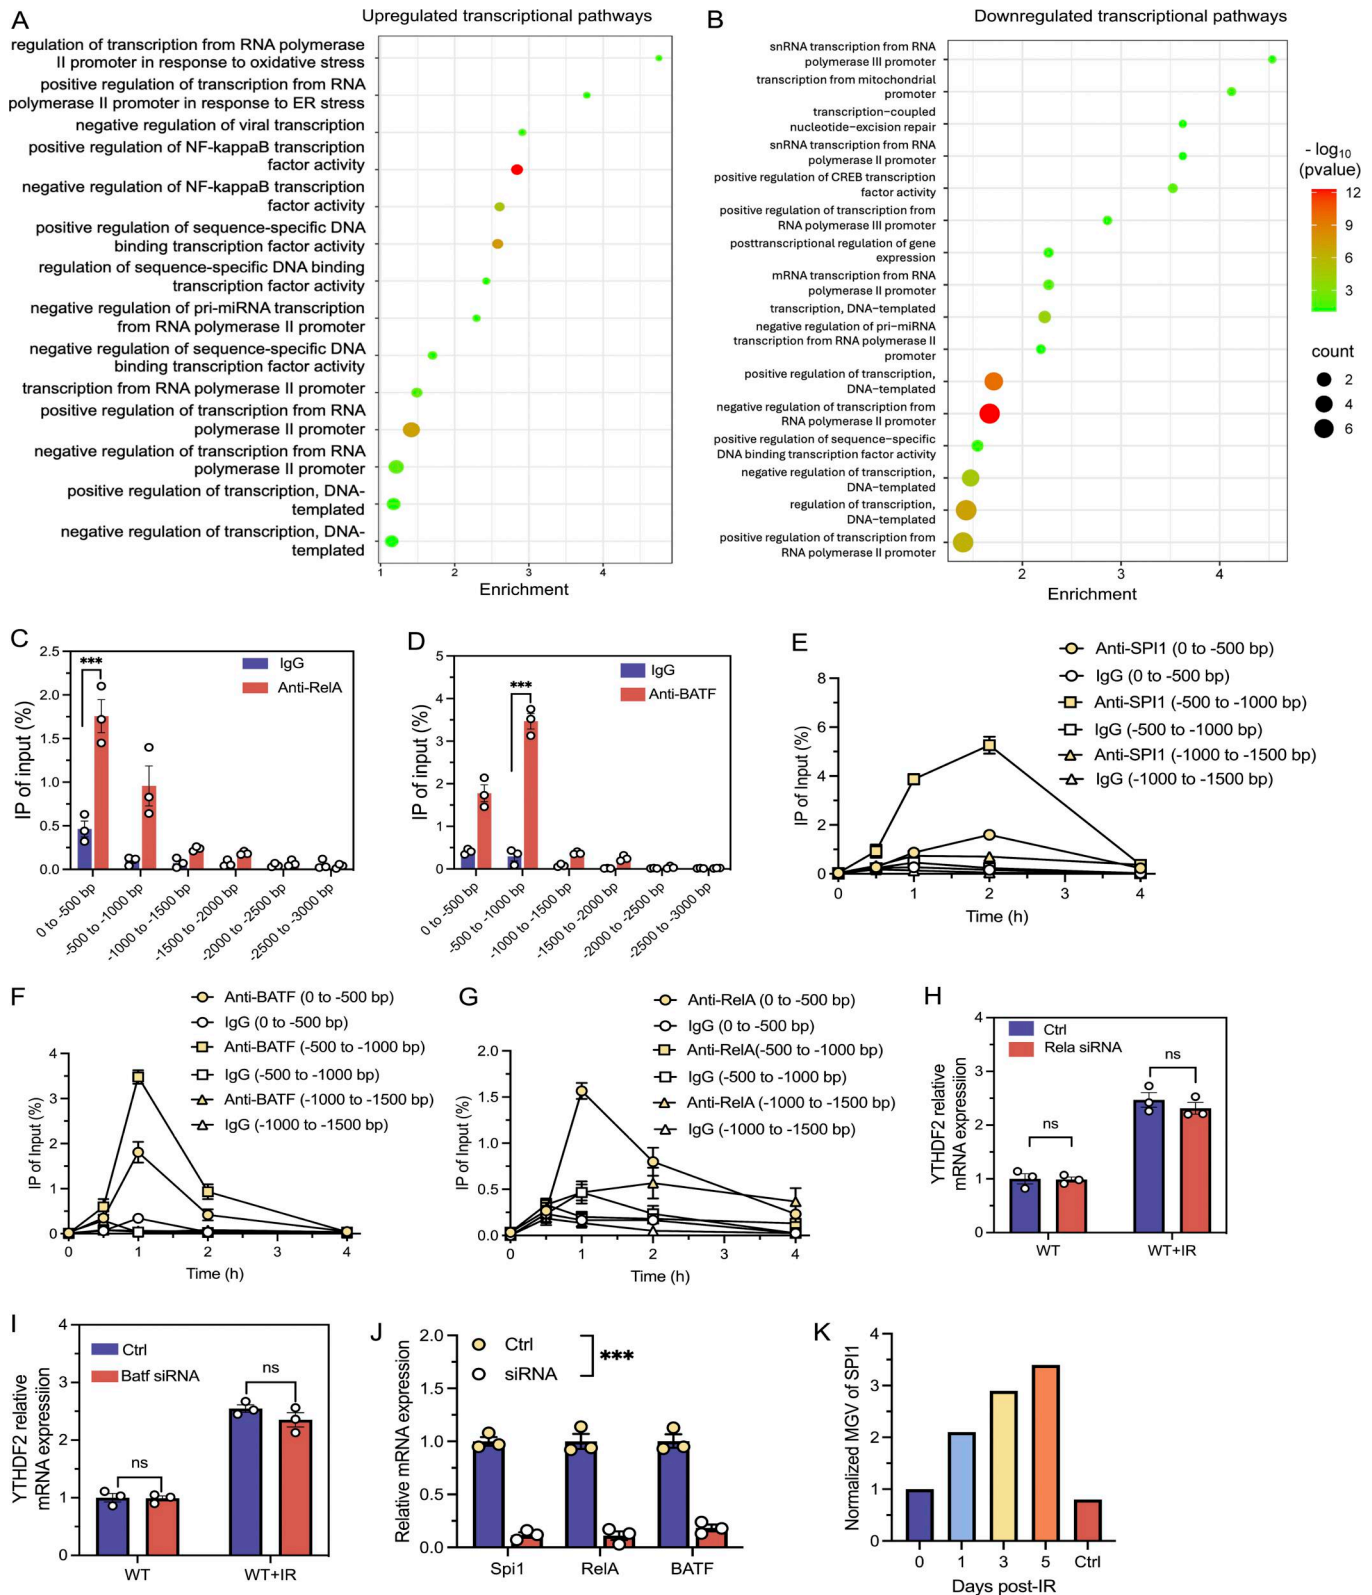 A
Upregulated transcriptional pathways
regulation of transcription from RNA polymerase
II promoter in response to oxidative stress
positive regulation of transcription from RNA
polymerase II promoter in response to ER stress
negative regulation of viral transcription
positive regulation of NF-kappaB transcription
factor activity
negative regulation of NF-kappaB transcription
factor activity
positive regulation of sequence-specific DNA
binding transcription factor activity
regulation of sequence-specific DNA binding
transcription factor activity
negative regulation of pri-miRNA transcription
from RNA polymerase II promoter
negative regulation of sequence-specific DNA
binding transcription factor activity
transcription from RNA polymerase II promoter
positive regulation of transcription from RNA
polymerase II promoter
negative regulation of transcription from RNA
polymerase II promoter
positive regulation of transcription, DNA-
templated
negative regulation of transcription, DNA-
templated
1 2 3 4
Enrichment
B
Downregulated transcriptional pathways
snRNA transcription from RNA
polymerase III promoter
transcription from mitochondrial
promoter
transcription−coupled
nucleotide−excision repair
snRNA transcription from RNA
polymerase II promoter
positive regulation of CREB transcription
factor activity
positive regulation of transcription from
RNA polymerase III promoter
posttranscriptional regulation of gene
expression
mRNA transcription from RNA
polymerase II promoter
transcription, DNA−templated
negative regulation of pri−miRNA
transcription from RNA polymerase II
promoter
positive regulation of transcription,
DNA−templated
negative regulation of transcription from
RNA polymerase II promoter
positive regulation of sequence−specific
DNA binding transcription factor activity
negative regulation of transcription,
DNA−templated
regulation of transcription,
DNA−templated
positive regulation of transcription from
RNA polymerase II promoter
2 3 4
Enrichment
- log10
(pvalue)
12
9
6
3
count
2
4
6
C
IP of input (%)
2.5
2.0
1.5
1.0
0.5
0.0
***
IgG
Anti-RelA
0 to -500 bp
-500 to -1000 bp
-1000 to -1500 bp
-1500 to -2000 bp
-2000 to -2500 bp
-2500 to -3000 bp
D
IP of input (%)
5
4
3
2
1
0
***
IgG
Anti-BATF
0 to -500 bp
-500 to -1000 bp
-1000 to -1500 bp
-1500 to -2000 bp
-2000 to -2500 bp
-2500 to -3000 bp
E
Anti-SPI1 (0 to -500 bp)
IgG (0 to -500 bp)
Anti-SPI1 (-500 to -1000 bp)
IgG (-500 to -1000 bp)
Anti-SPI1 (-1000 to -1500 bp)
IgG (-1000 to -1500 bp)
IP of Input (%)
8
6
4
2
0
0 1 2 3 4
Time (h)
F
Anti-BATF (0 to -500 bp)
IgG (0 to -500 bp)
Anti-BATF (-500 to -1000 bp)
IgG (-500 to -1000 bp)
Anti-BATF (-1000 to -1500 bp)
IgG (-1000 to -1500 bp)
IP of Input (%)
4
3
2
1
0
0 1 2 3 4
Time (h)
G
Anti-RelA (0 to -500 bp)
IgG (0 to -500 bp)
Anti-RelA(-500 to -1000 bp)
IgG (-500 to -1000 bp)
Anti-RelA (-1000 to -1500 bp)
IgG (-1000 to -1500 bp)
IP of Input (%)
2.0
1.5
1.0
0.5
0.0
0 1 2 3 4
Time (h)
H
YTHDF2 relative
mRNA expression
4
3
2
1
0
Ctrl
Rela siRNA
ns
ns
WT WT+IR
I
YTHDF2 relative
mRNA expressiion
4
3
2
1
0
Ctrl
Batf siRNA
ns
ns
WT WT+IR
J
Relative mRNA expression
2.0
1.5
1.0
0.5
0.0
Ctrl
siRNA
***
Spi1 RelA BATF
K
Normalized MGV of SPI1
4
3
2
1
0
0 1 3 5 Ctrl
Days post-IR